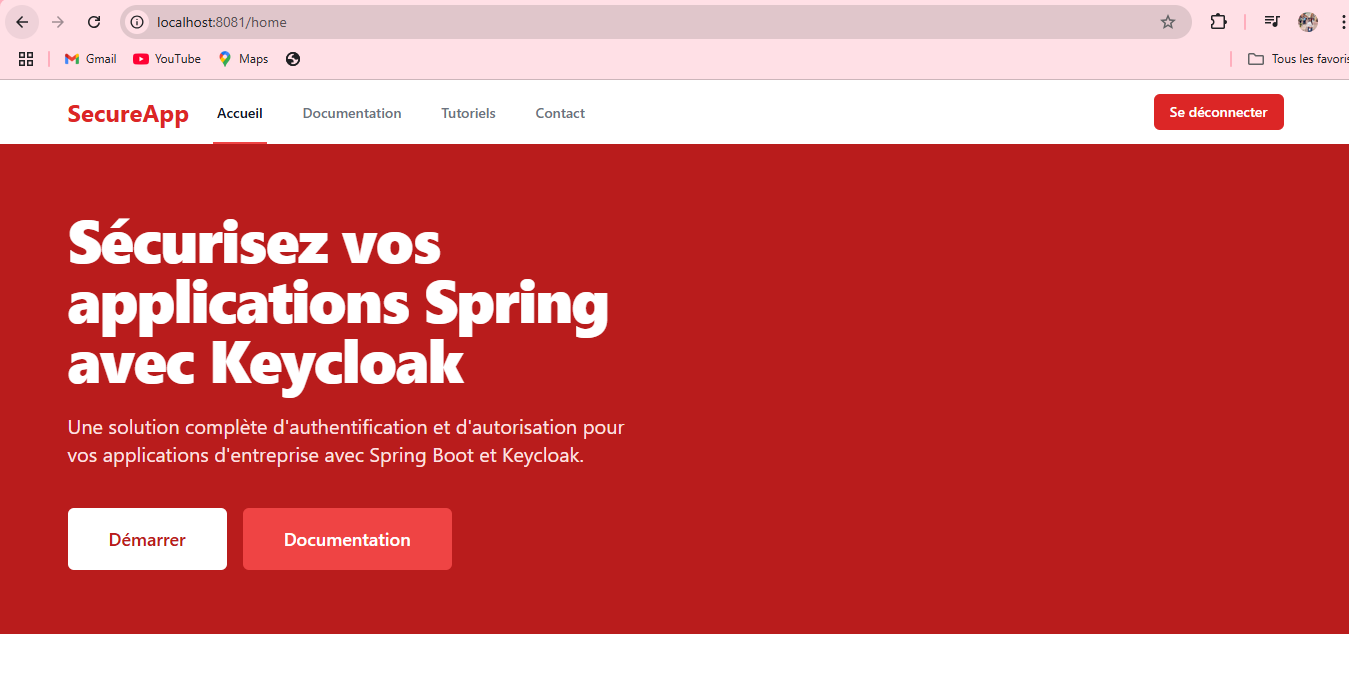 localhost:8081/home
Gmail YouTube Maps
Tous les favoris
SecureApp Accueil Documentation Tutoriels Contact Se déconnecter
Sécurisez vos
applications Spring
avec Keycloak
Une solution complète d'authentification et d'autorisation pour
vos applications d'entreprise avec Spring Boot et Keycloak.
Démarrer Documentation